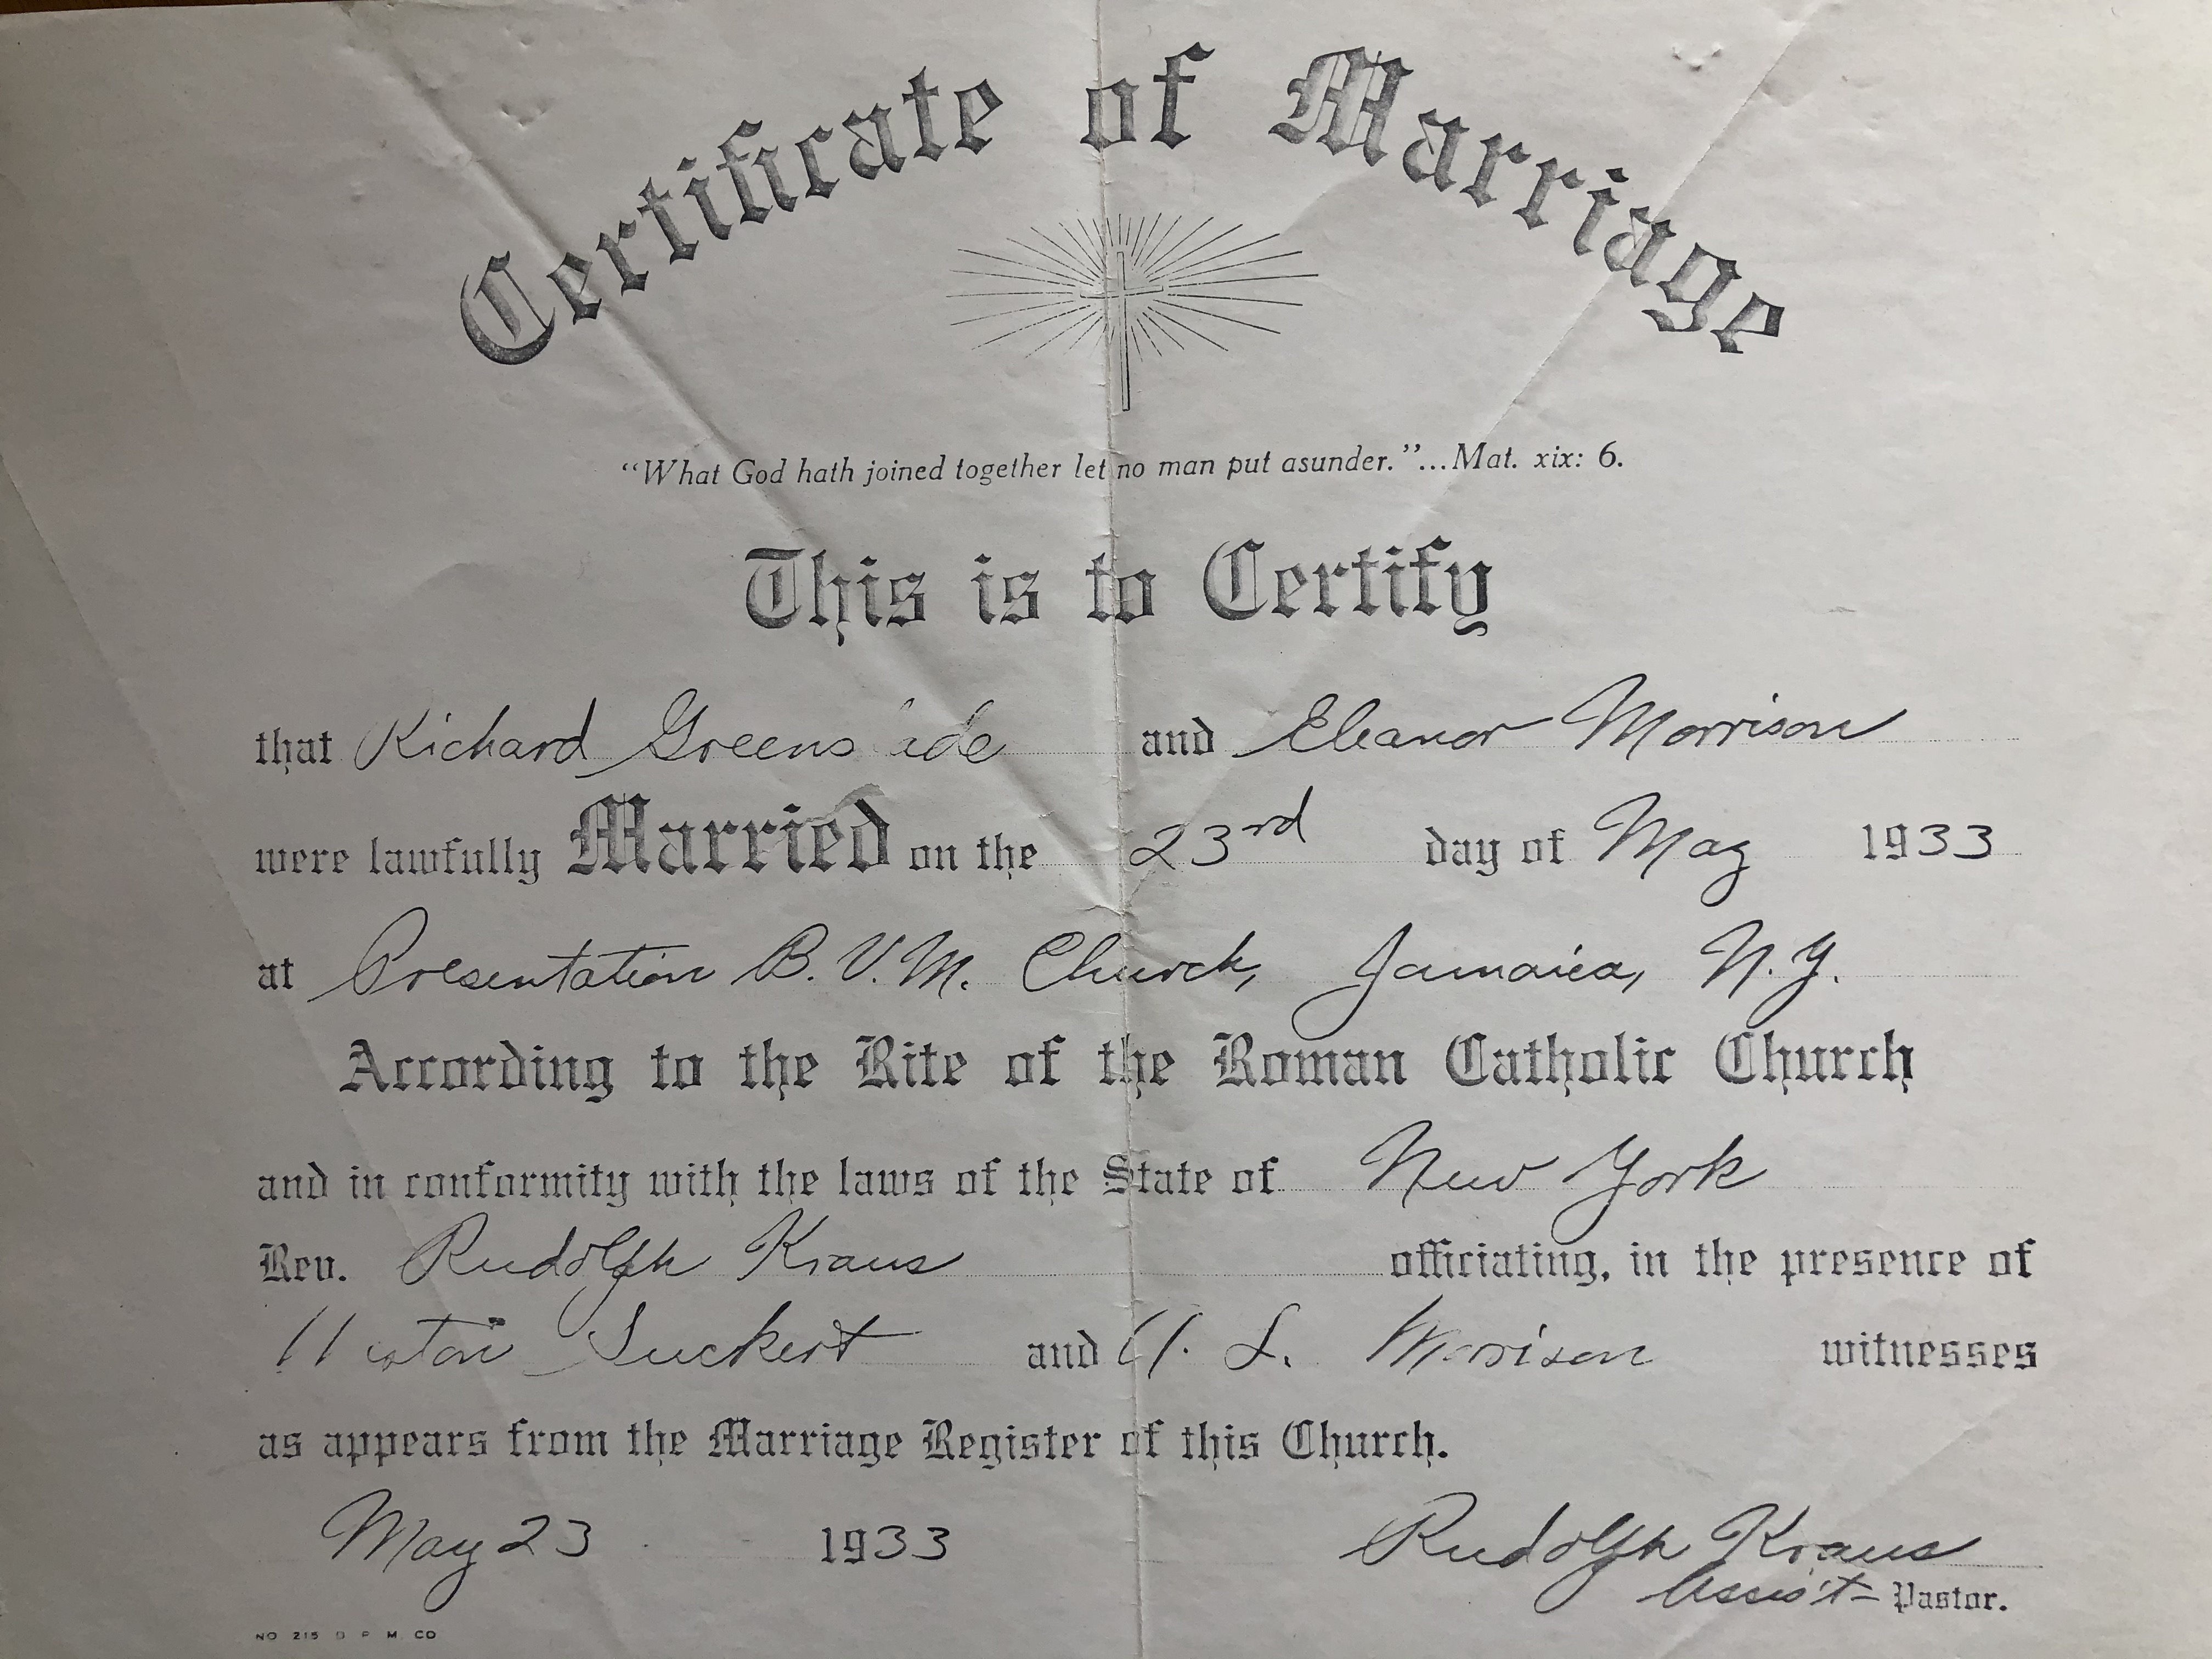 Certificate of Marriage
“What God hath joined together let no man put asunder.”...Mat. xix: 6.
This is to Certify
that Richard Greens ide and Eleanor Morrison
were lawfully Married on the 23rd day of May 1933
at Presentation B.V.M. Church, Jamaica, N.Y.
According to the Rite of the Roman Catholic Church
and in conformity with the laws of the State of New York
Rev. Rudolph Kraus officiating, in the presence of
Suckert and L. Morrison witnesses
as appears from the Marriage Register of this Church.
May 23 1933 Rudolph Kraus
Assis't- Pastor.
NO 215 P M CO